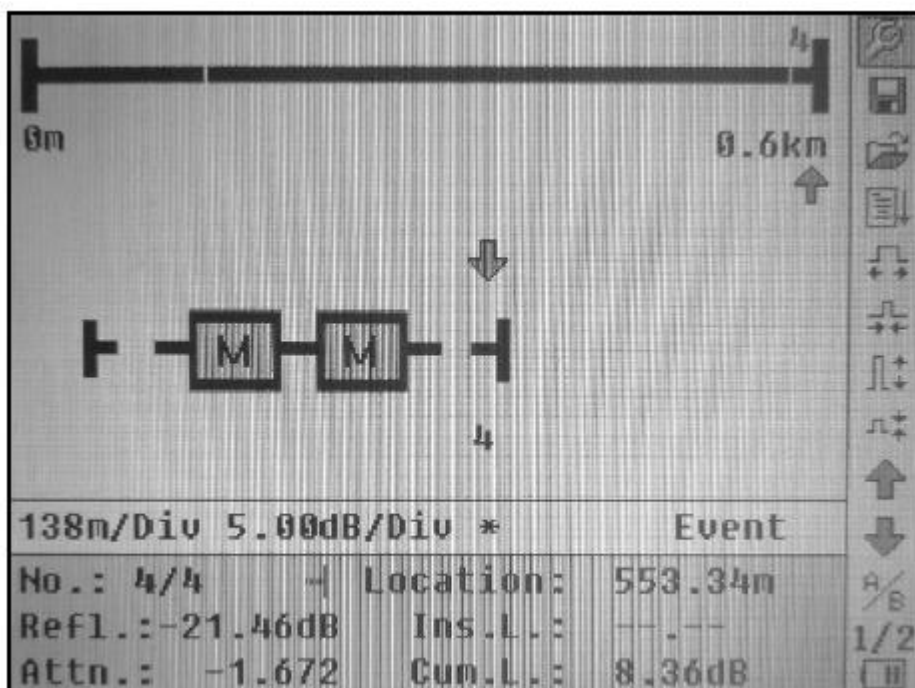 4
0m
0.6km
M M
4
138m/Div 5.00dB/Div * Event
No.: 4/4 Location: 553.34m
Refl.:-21.46dB Ins.L.: --.--
Attn.: -1.672 Cum.L.: 8.36dB
A/B
1/2